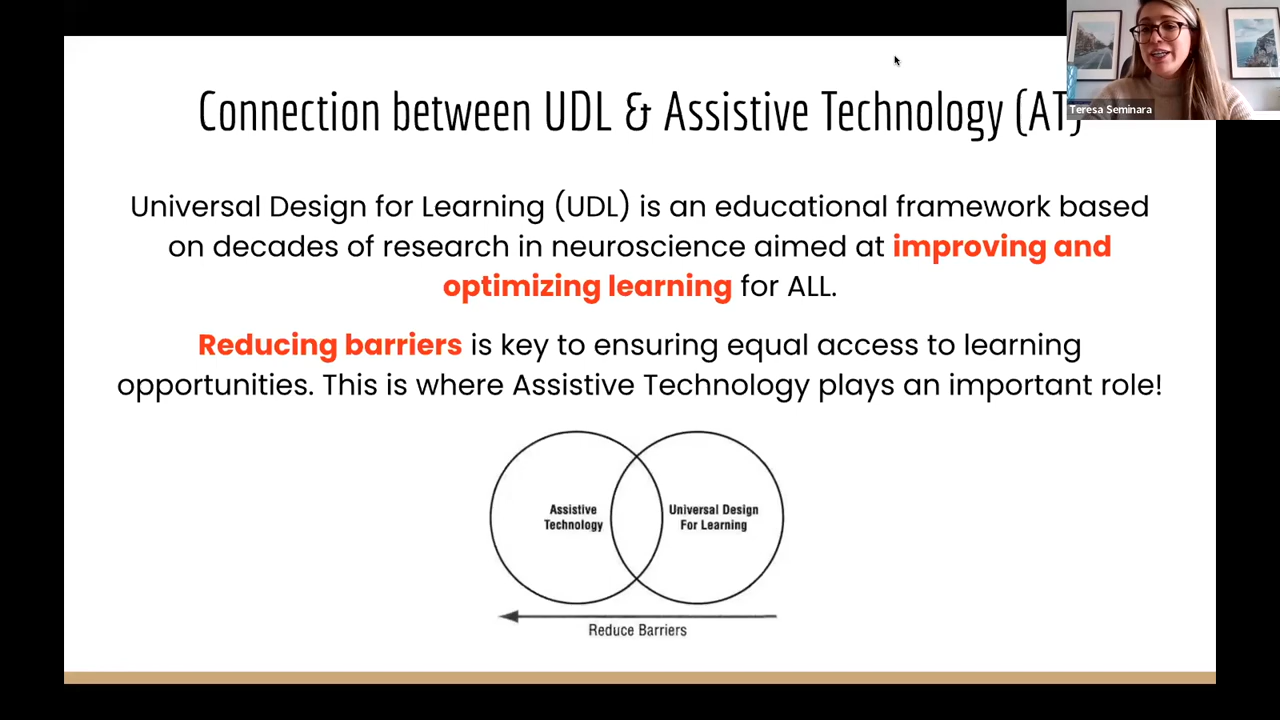 Connection between UDL & Assistive Technology (AT)
Teresa Seminara
Universal Design for Learning (UDL) is an educational framework based
on decades of research in neuroscience aimed at improving and
optimizing learning for ALL.
Reducing barriers is key to ensuring equal access to learning
opportunities. This is where Assistive Technology plays an important role!
Assistive
Technology
Universal Design
For Learning
Reduce Barriers